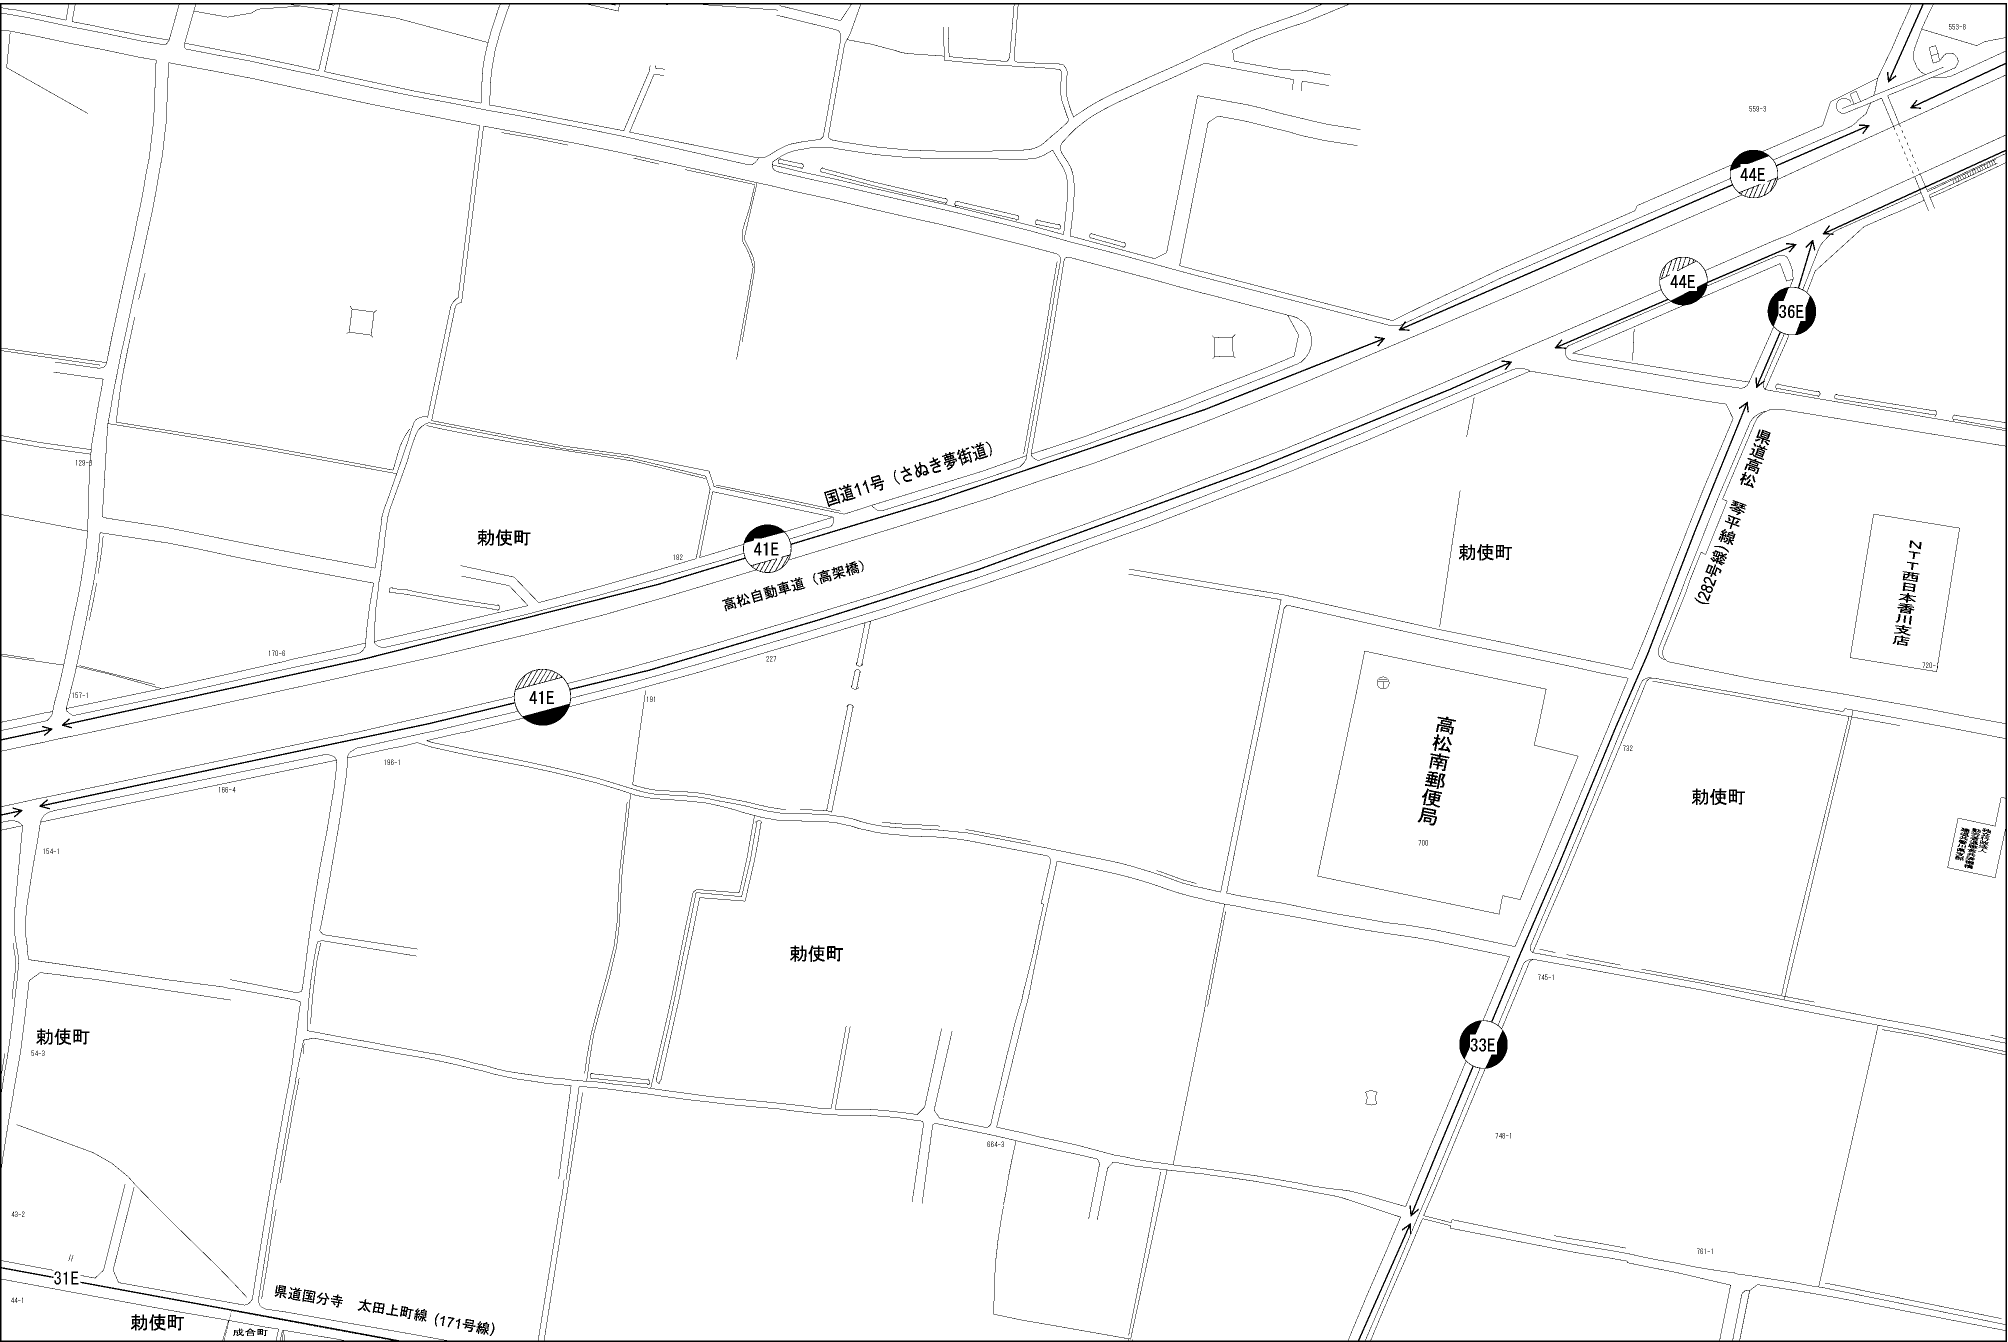 553-8
559-3
44E
44E
36E
県道高松 琴平線
(282号線)
129-3
国道11号（さぬき夢街道）
勅使町
182
41E
高松自動車道（高架橋）
勅使町
NTT西日本香川支店
720-1
170-6
227
157-1
41E
191
高松南郵便局
700
732
勅使町
196-1
166-4
154-1
勅使町
745-1
勅使町
54-3
33E
748-1
664-3
43-2
761-1
31E
44-1
県道国分寺　太田上町線（171号線）
勅使町
成合町